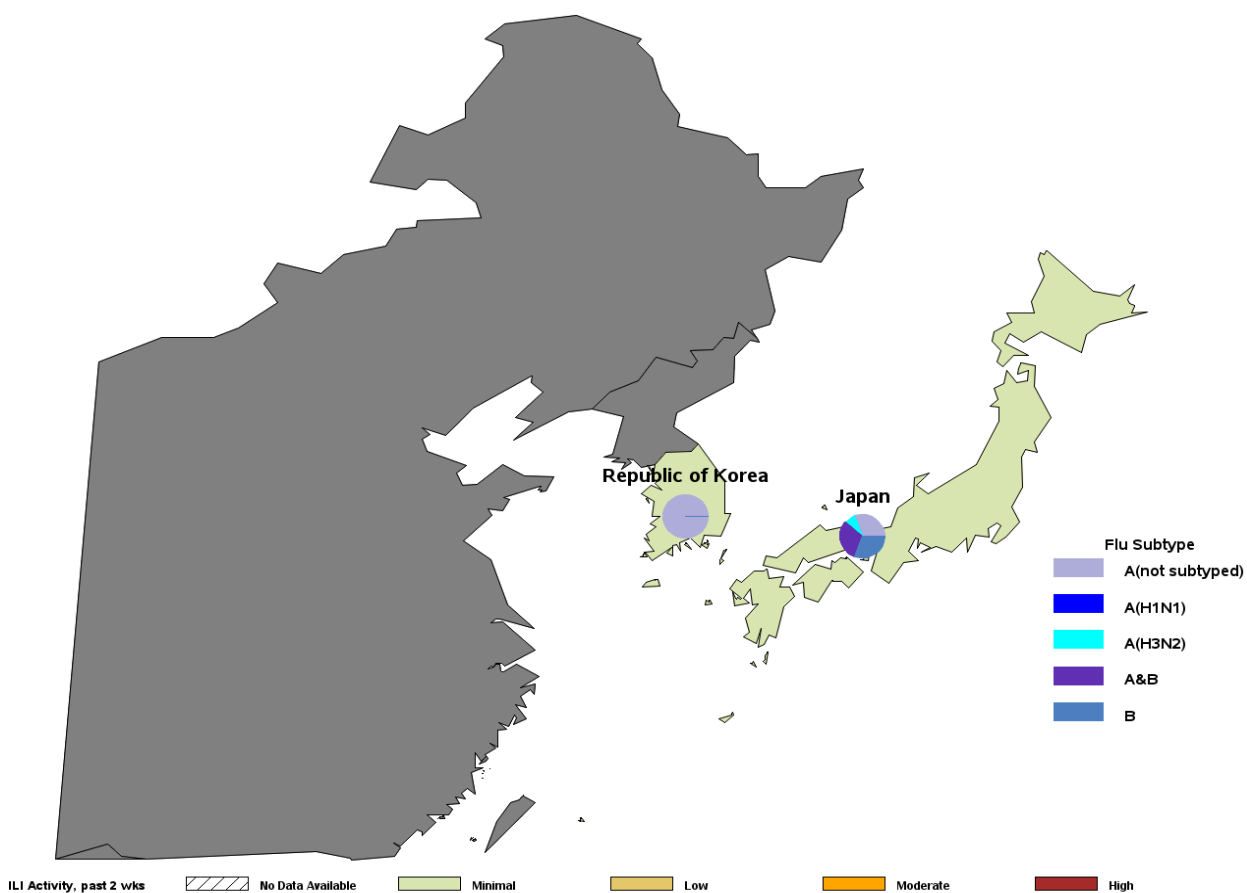 Republic of Korea
Japan
Flu Subtype
A(not subtyped)
A(H1N1)
A(H3N2)
A&B
B
ILI Activity, past 2 wks
No Data Available
Minimal
Low
Moderate
High